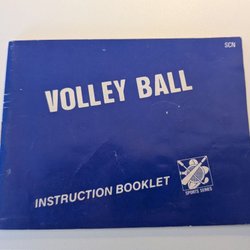 SCN
VOLLEY BALL
INSTRUCTION BOOKLET
SPORTS SERIES